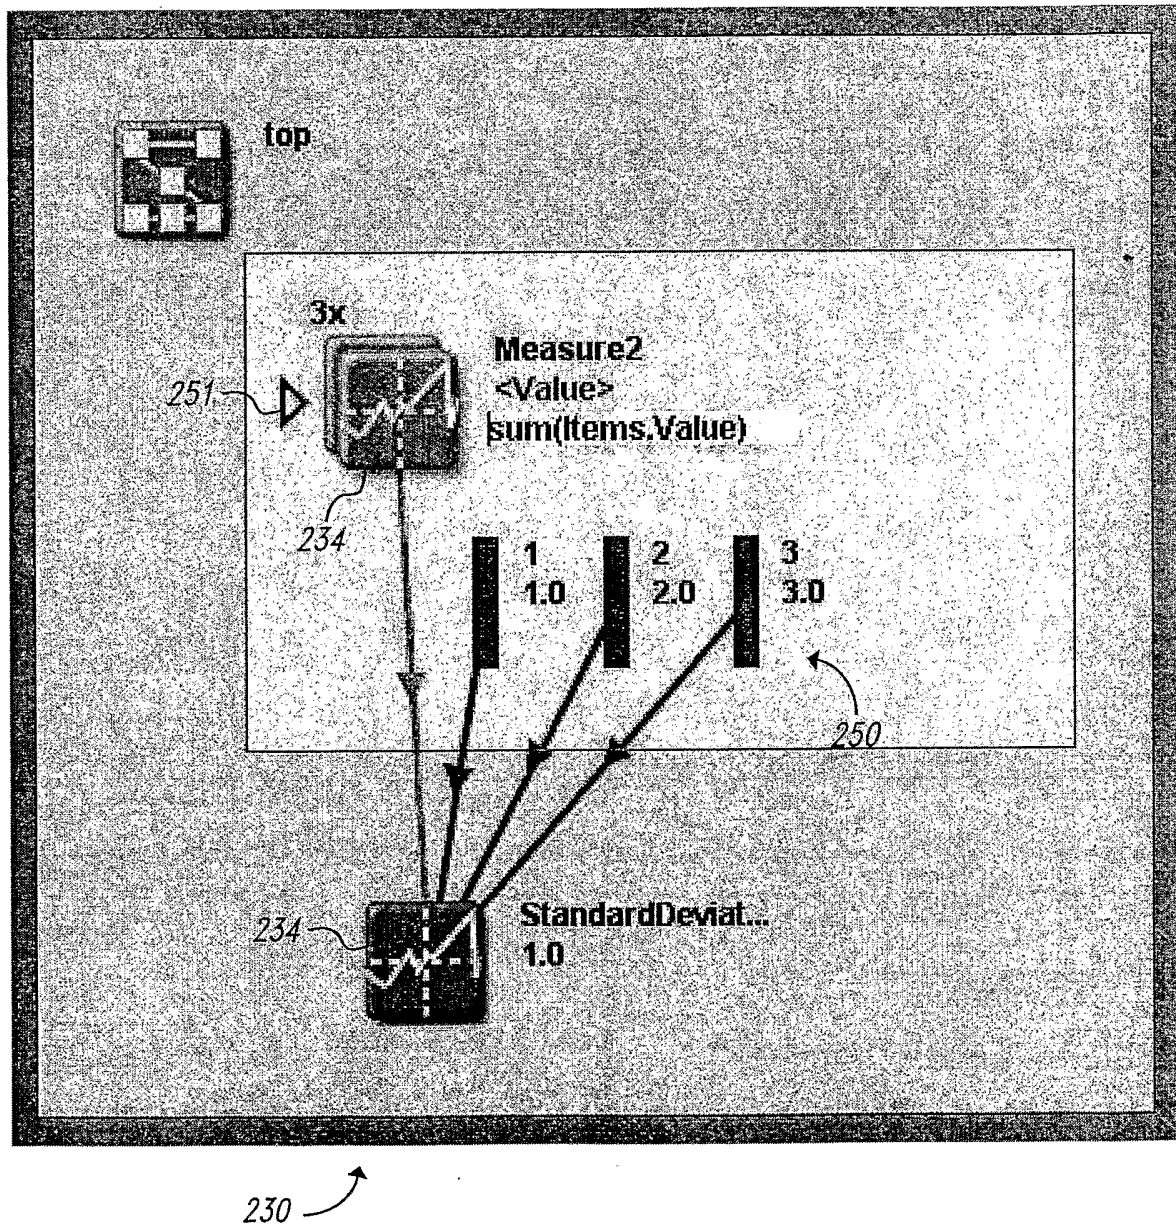 top
3x
Measure2
<Value>
sum(Items.Value)
251
234
1
1.0
2
2.0
3
3.0
250
234
StandardDeviat...
1.0
230